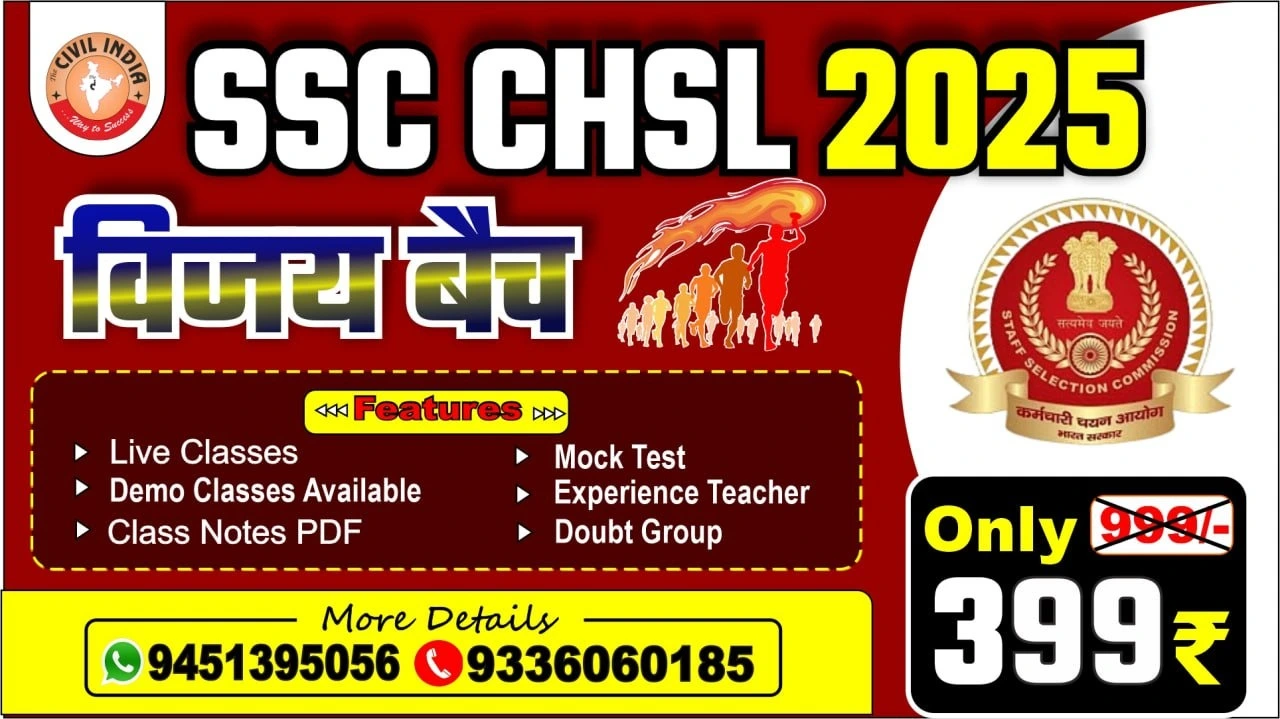 The CIVIL INDIA
...Way to Success
SSC CHSL 2025
विजय बैच
सत्यमेव जयते
STAFF SELECTION COMMISSION
कर्मचारी चयन आयोग
भारत सरकार
Features
Live Classes
Demo Classes Available
Class Notes PDF
Mock Test
Experience Teacher
Doubt Group
Only 999/-
399₹
More Details
9451395056 9336060185